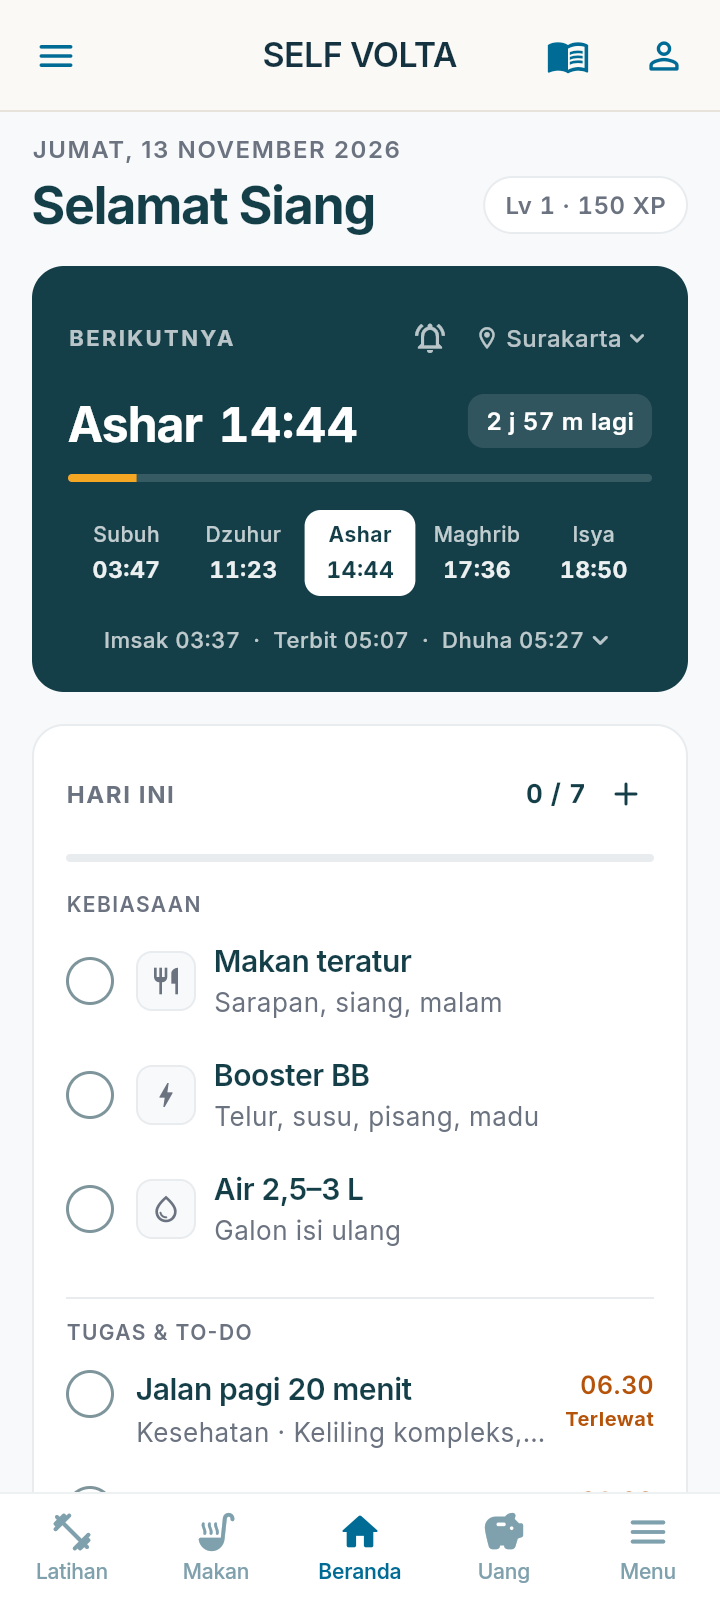 SELF VOLTA
JUMAT, 13 NOVEMBER 2026
Selamat Siang
Lv 1 · 150 XP
BERIKUTNYA
Surakarta
Ashar 14:44
2 j 57 m lagi
Subuh Dzuhur Ashar Maghrib Isya
03:47 11:23 14:44 17:36 18:50
Imsak 03:37 · Terbit 05:07 · Dhuha 05:27
HARI INI
0 / 7
KEBIASAAN
Makan teratur
Sarapan, siang, malam
Booster BB
Telur, susu, pisang, madu
Air 2,5–3 L
Galon isi ulang
TUGAS & TO-DO
Jalan pagi 20 menit
06.30
Kesehatan · Keliling kompleks,...
Terlewat
Latihan Makan Beranda Uang Menu